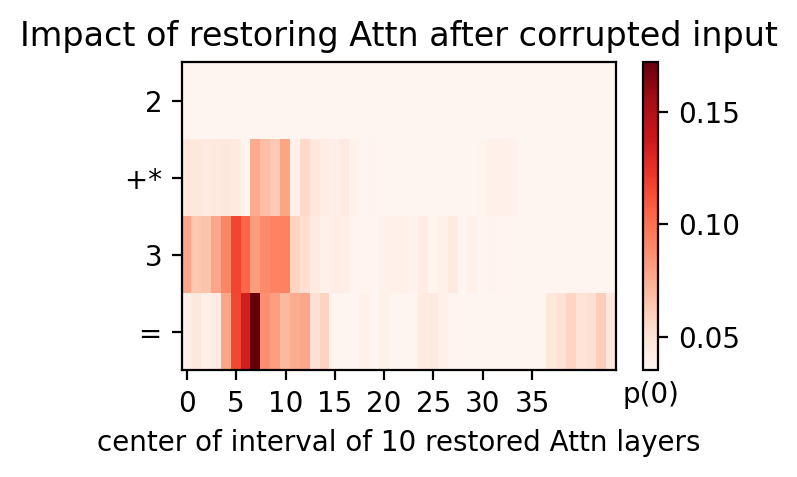 Impact of restoring Attn after corrupted input
2
+*
3
=
0.15
0.10
0.05
p(0)
0 5 10 15 20 25 30 35
center of interval of 10 restored Attn layers